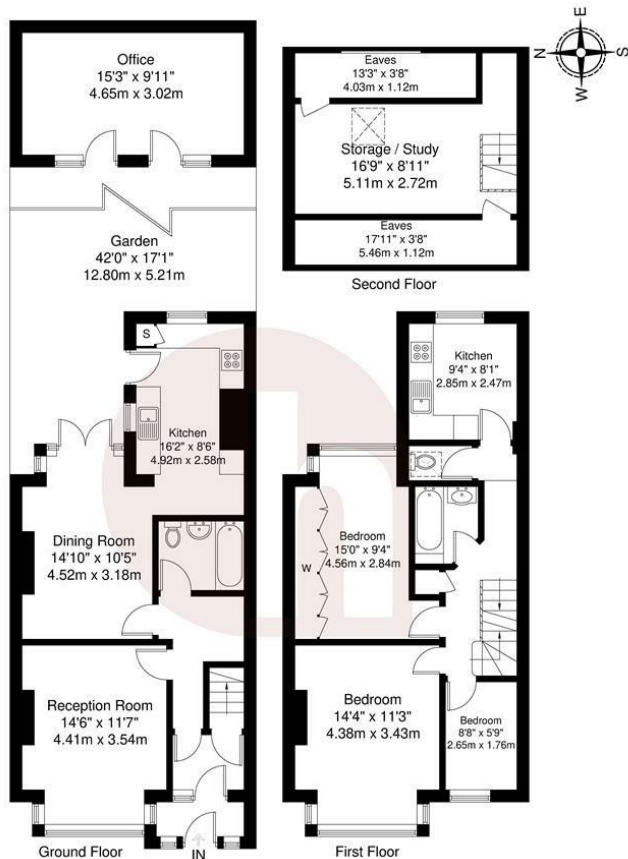 Office
15'3" x 9'11"
4.65m x 3.02m
Garden
42'0" x 17'1"
12.80m x 5.21m
S
Kitchen
16'2" x 8'6"
4.92m x 2.58m
Dining Room
14'10" x 10'5"
4.52m x 3.18m
Reception Room
14'6" x 11'7"
4.41m x 3.54m
Ground Floor
IN
Eaves
13'3" x 3'8"
4.03m x 1.12m
Storage / Study
16'9" x 8'11"
5.11m x 2.72m
Eaves
17'11" x 3'8"
5.46m x 1.12m
Second Floor
Kitchen
9'4" x 8'1"
2.85m x 2.47m
Bedroom
15'0" x 9'4"
4.56m x 2.84m
W
Bedroom
14'4" x 11'3"
4.38m x 3.43m
Bedroom
8'8" x 5'9"
2.65m x 1.76m
First Floor
N
E
S
W